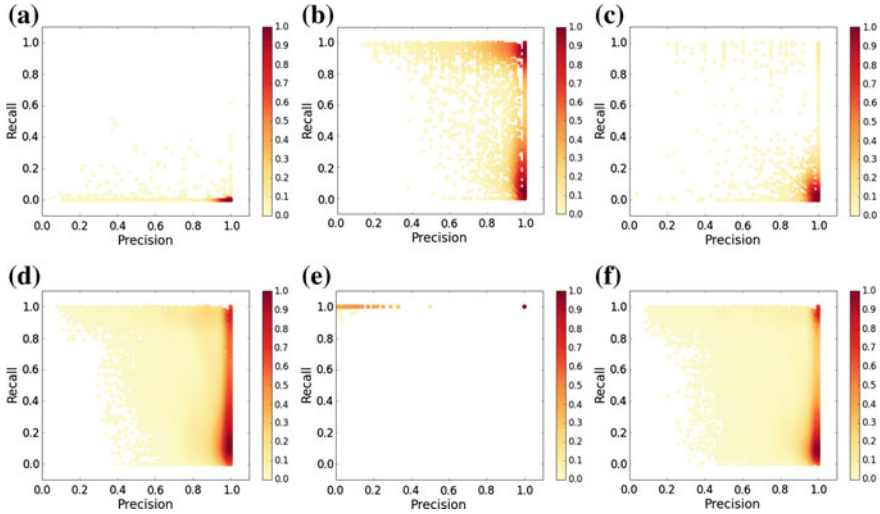 (a) (b) (c)
1.0 1.0 1.0 1.0 1.0 1.0
0.9 0.9 0.9
0.8 0.8 0.8 0.8 0.8 0.8
0.7 0.7 0.7
0.6 0.6 0.6 0.6 0.6 0.6
0.5 0.5 0.5
0.4 0.4 0.4 0.4 0.4 0.4
0.3 0.3 0.3
0.2 0.2 0.2 0.2 0.2 0.2
0.1 0.1 0.1
0.0 0.0 0.0 0.0 0.0 0.0
Recall Recall Recall
0.0 0.2 0.4 0.6 0.8 1.0 0.0 0.2 0.4 0.6 0.8 1.0 0.0 0.2 0.4 0.6 0.8 1.0
Precision Precision Precision
(d) (e) (f)
1.0 1.0 1.0 1.0 1.0 1.0
0.9 0.9 0.9
0.8 0.8 0.8 0.8 0.8 0.8
0.7 0.7 0.7
0.6 0.6 0.6 0.6 0.6 0.6
0.5 0.5 0.5
0.4 0.4 0.4 0.4 0.4 0.4
0.3 0.3 0.3
0.2 0.2 0.2 0.2 0.2 0.2
0.1 0.1 0.1
0.0 0.0 0.0 0.0 0.0 0.0
Recall Recall Recall
0.0 0.2 0.4 0.6 0.8 1.0 0.0 0.2 0.4 0.6 0.8 1.0 0.0 0.2 0.4 0.6 0.8 1.0
Precision Precision Precision